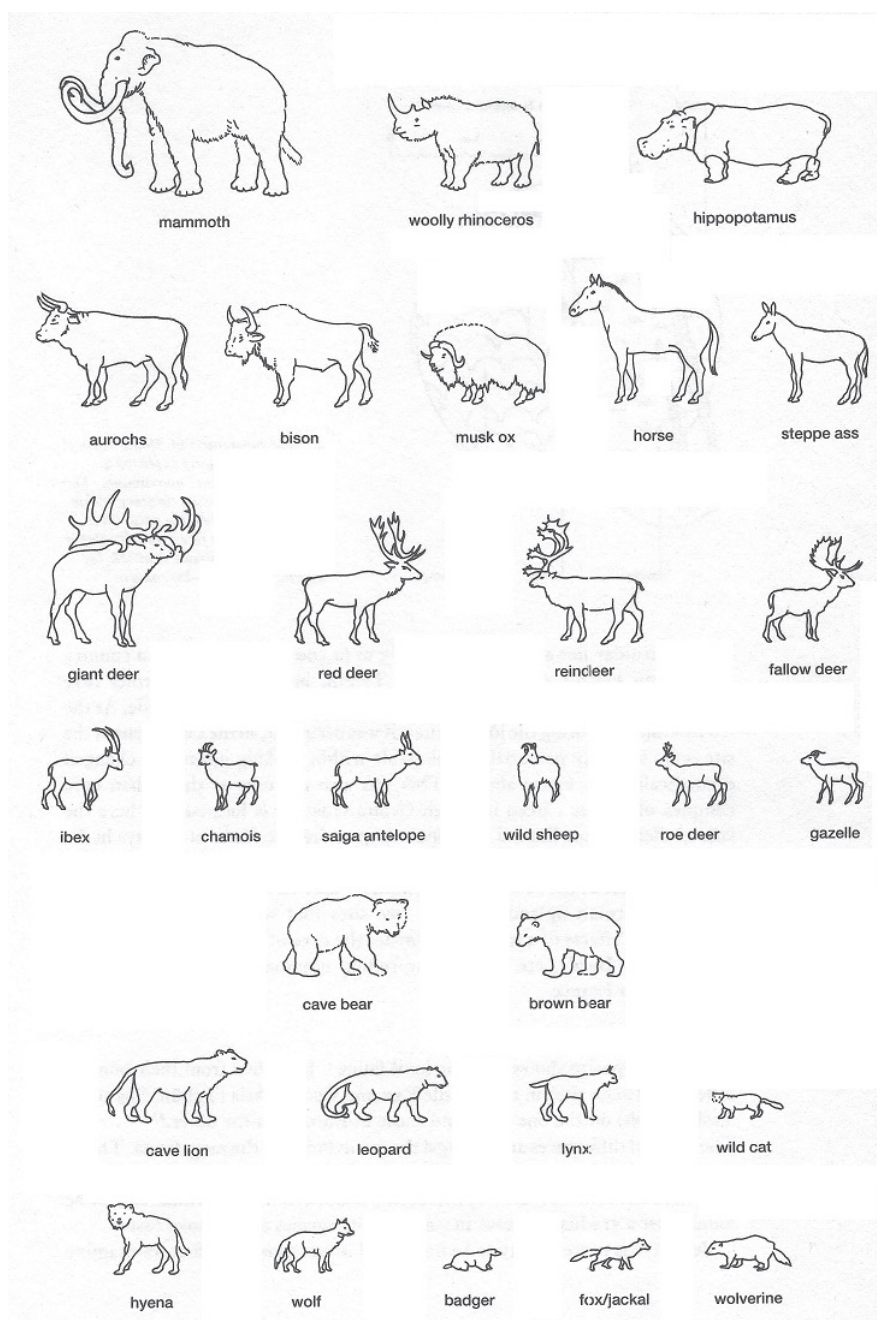 mammoth
woolly rhinoceros
hippopotamus
aurochs
bison
musk ox
horse
steppe ass
giant deer
red deer
reindeer
fallow deer
ibex
chamois
saiga antelope
wild sheep
roe deer
gazelle
cave bear
brown bear
cave lion
leopard
lynx
wild cat
hyena
wolf
badger
fox/jackal
wolverine